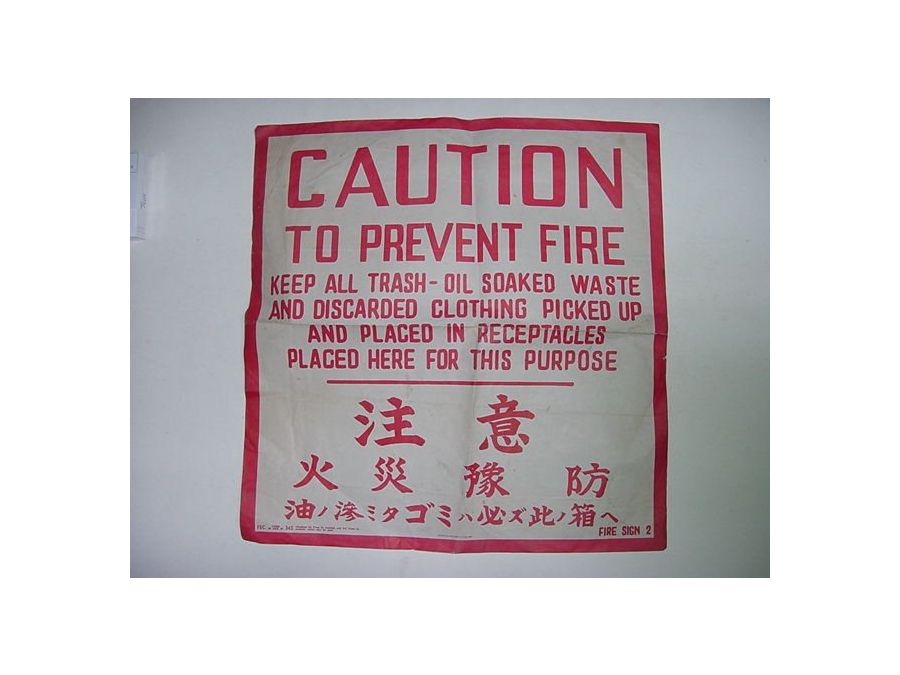 CAUTION
TO PREVENT FIRE
KEEP ALL TRASH - OIL SOAKED WASTE
AND DISCARDED CLOTHING PICKED UP
AND PLACED IN RECEPTACLES
PLACED HERE FOR THIS PURPOSE
注意
火災豫防
油ノ滲ミタゴミハ必ズ此ノ箱ヘ
FIRE SIGN 2